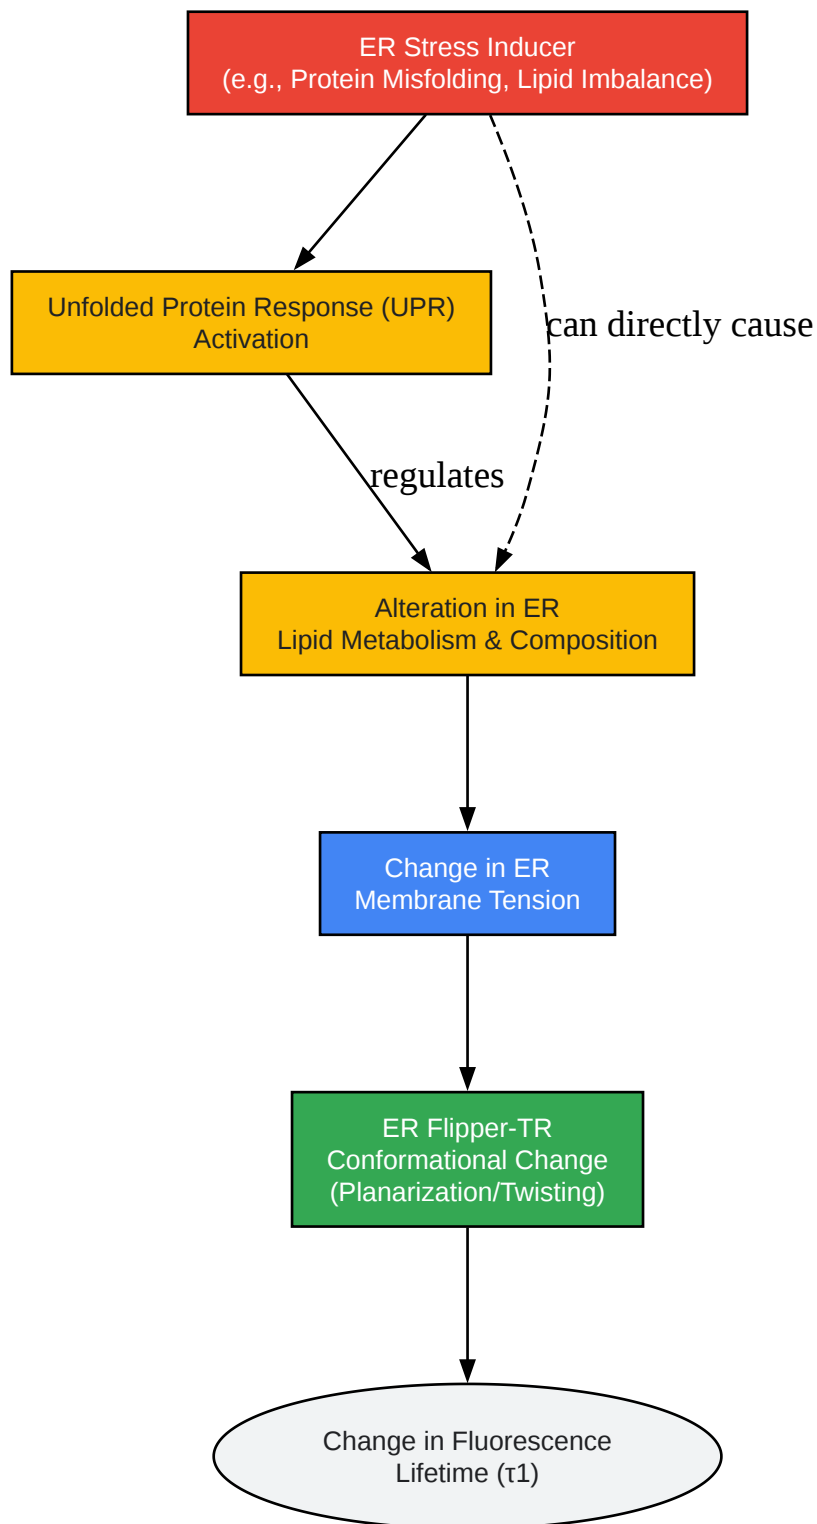 ER Stress Inducer
(e.g., Protein Misfolding, Lipid Imbalance)
Unfolded Protein Response (UPR)
Activation
can directly cause
regulates
Alteration in ER
Lipid Metabolism & Composition
Change in ER
Membrane Tension
ER Flipper-TR
Conformational Change
(Planarization/Twisting)
Change in Fluorescence
Lifetime (τ1)